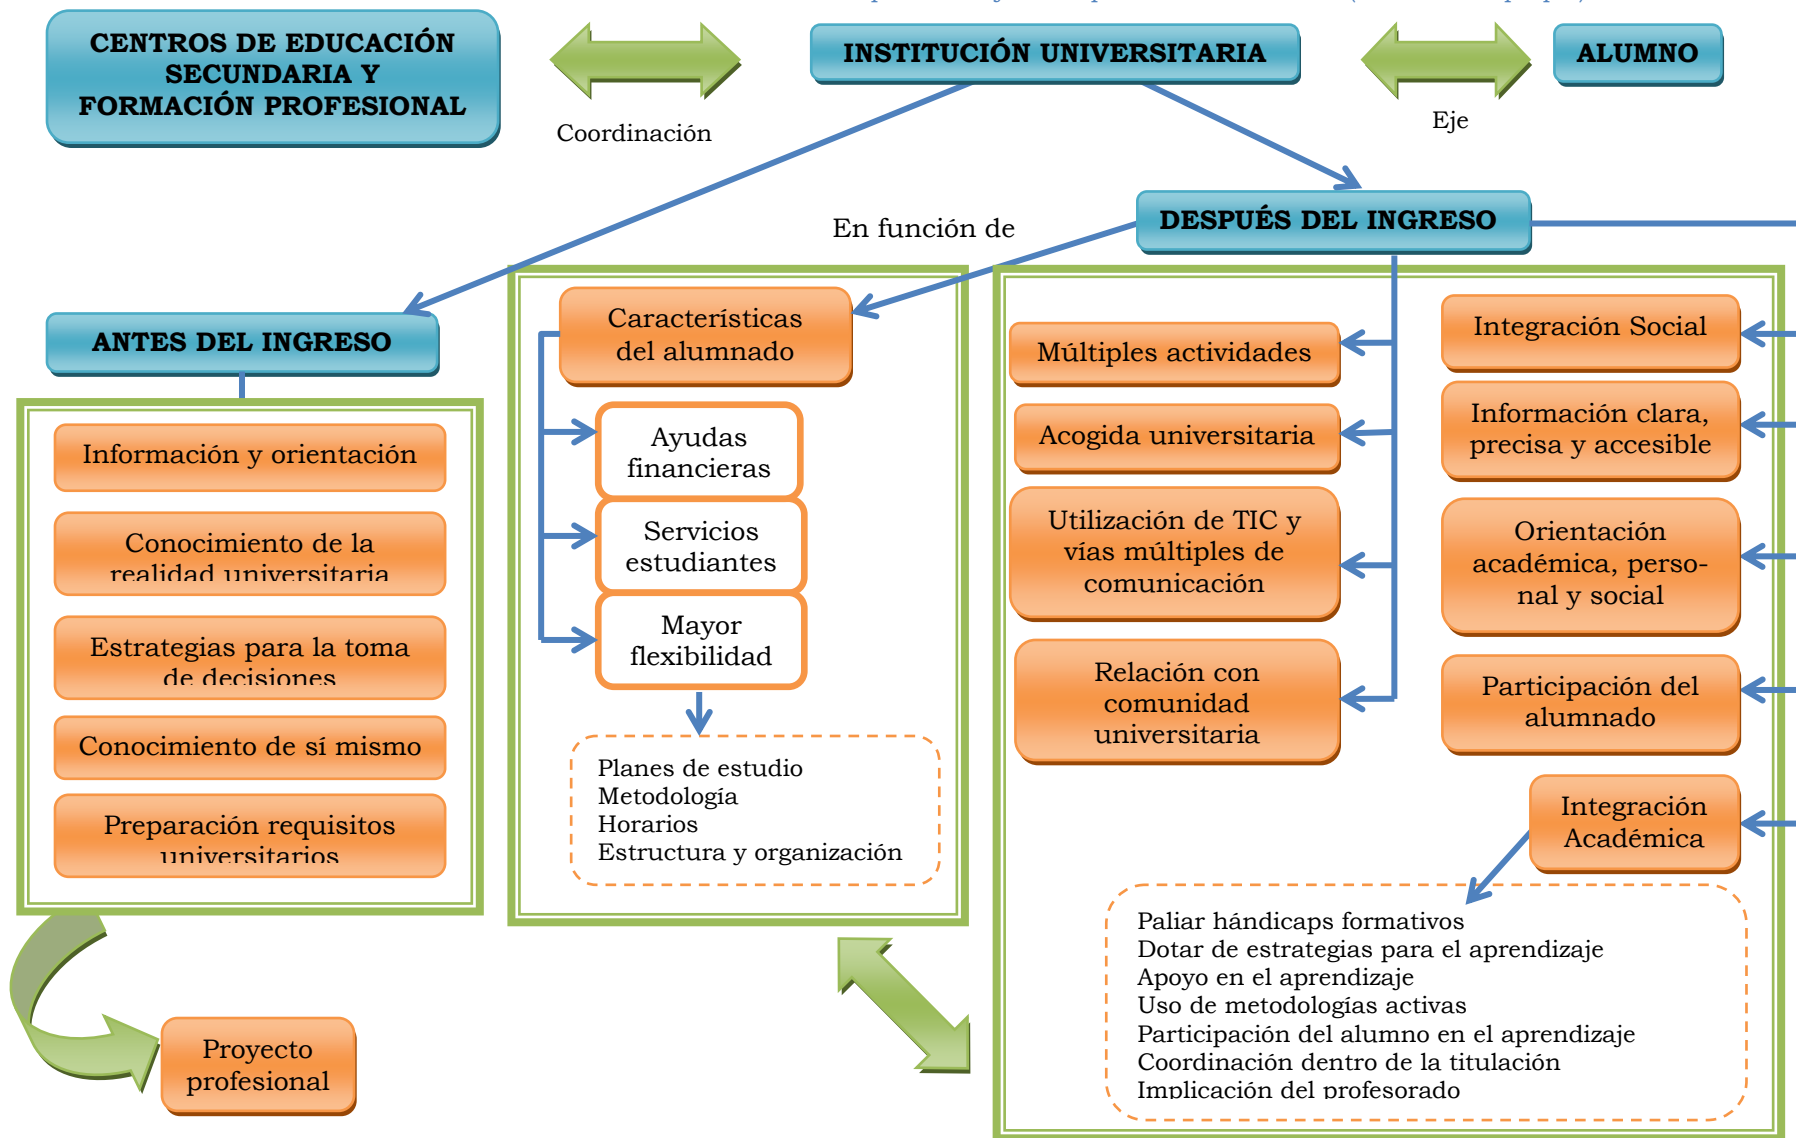 CENTROS DE EDUCACIÓN
SECUNDARIA Y
FORMACIÓN PROFESIONAL
Coordinación
INSTITUCIÓN UNIVERSITARIA
Eje
ALUMNO
En función de
DESPUÉS DEL INGRESO
ANTES DEL INGRESO
Información y orientación
Conocimiento de la
realidad universitaria
Estrategias para la toma
de decisiones
Conocimiento de sí mismo
Preparación requisitos
universitarios
Proyecto
profesional
Características
del alumnado
Ayudas
financieras
Servicios
estudiantes
Mayor
flexibilidad
Planes de estudio
Metodología
Horarios
Estructura y organización
Múltiples actividades
Acogida universitaria
Utilización de TIC y
vías múltiples de
comunicación
Relación con
comunidad
universitaria
Integración Social
Información clara,
precisa y accesible
Orientación
académica, perso-
nal y social
Participación del
alumnado
Integración
Académica
Paliar hándicaps formativos
Dotar de estrategias para el aprendizaje
Apoyo en el aprendizaje
Uso de metodologías activas
Participación del alumno en el aprendizaje
Coordinación dentro de la titulación
Implicación del profesorado